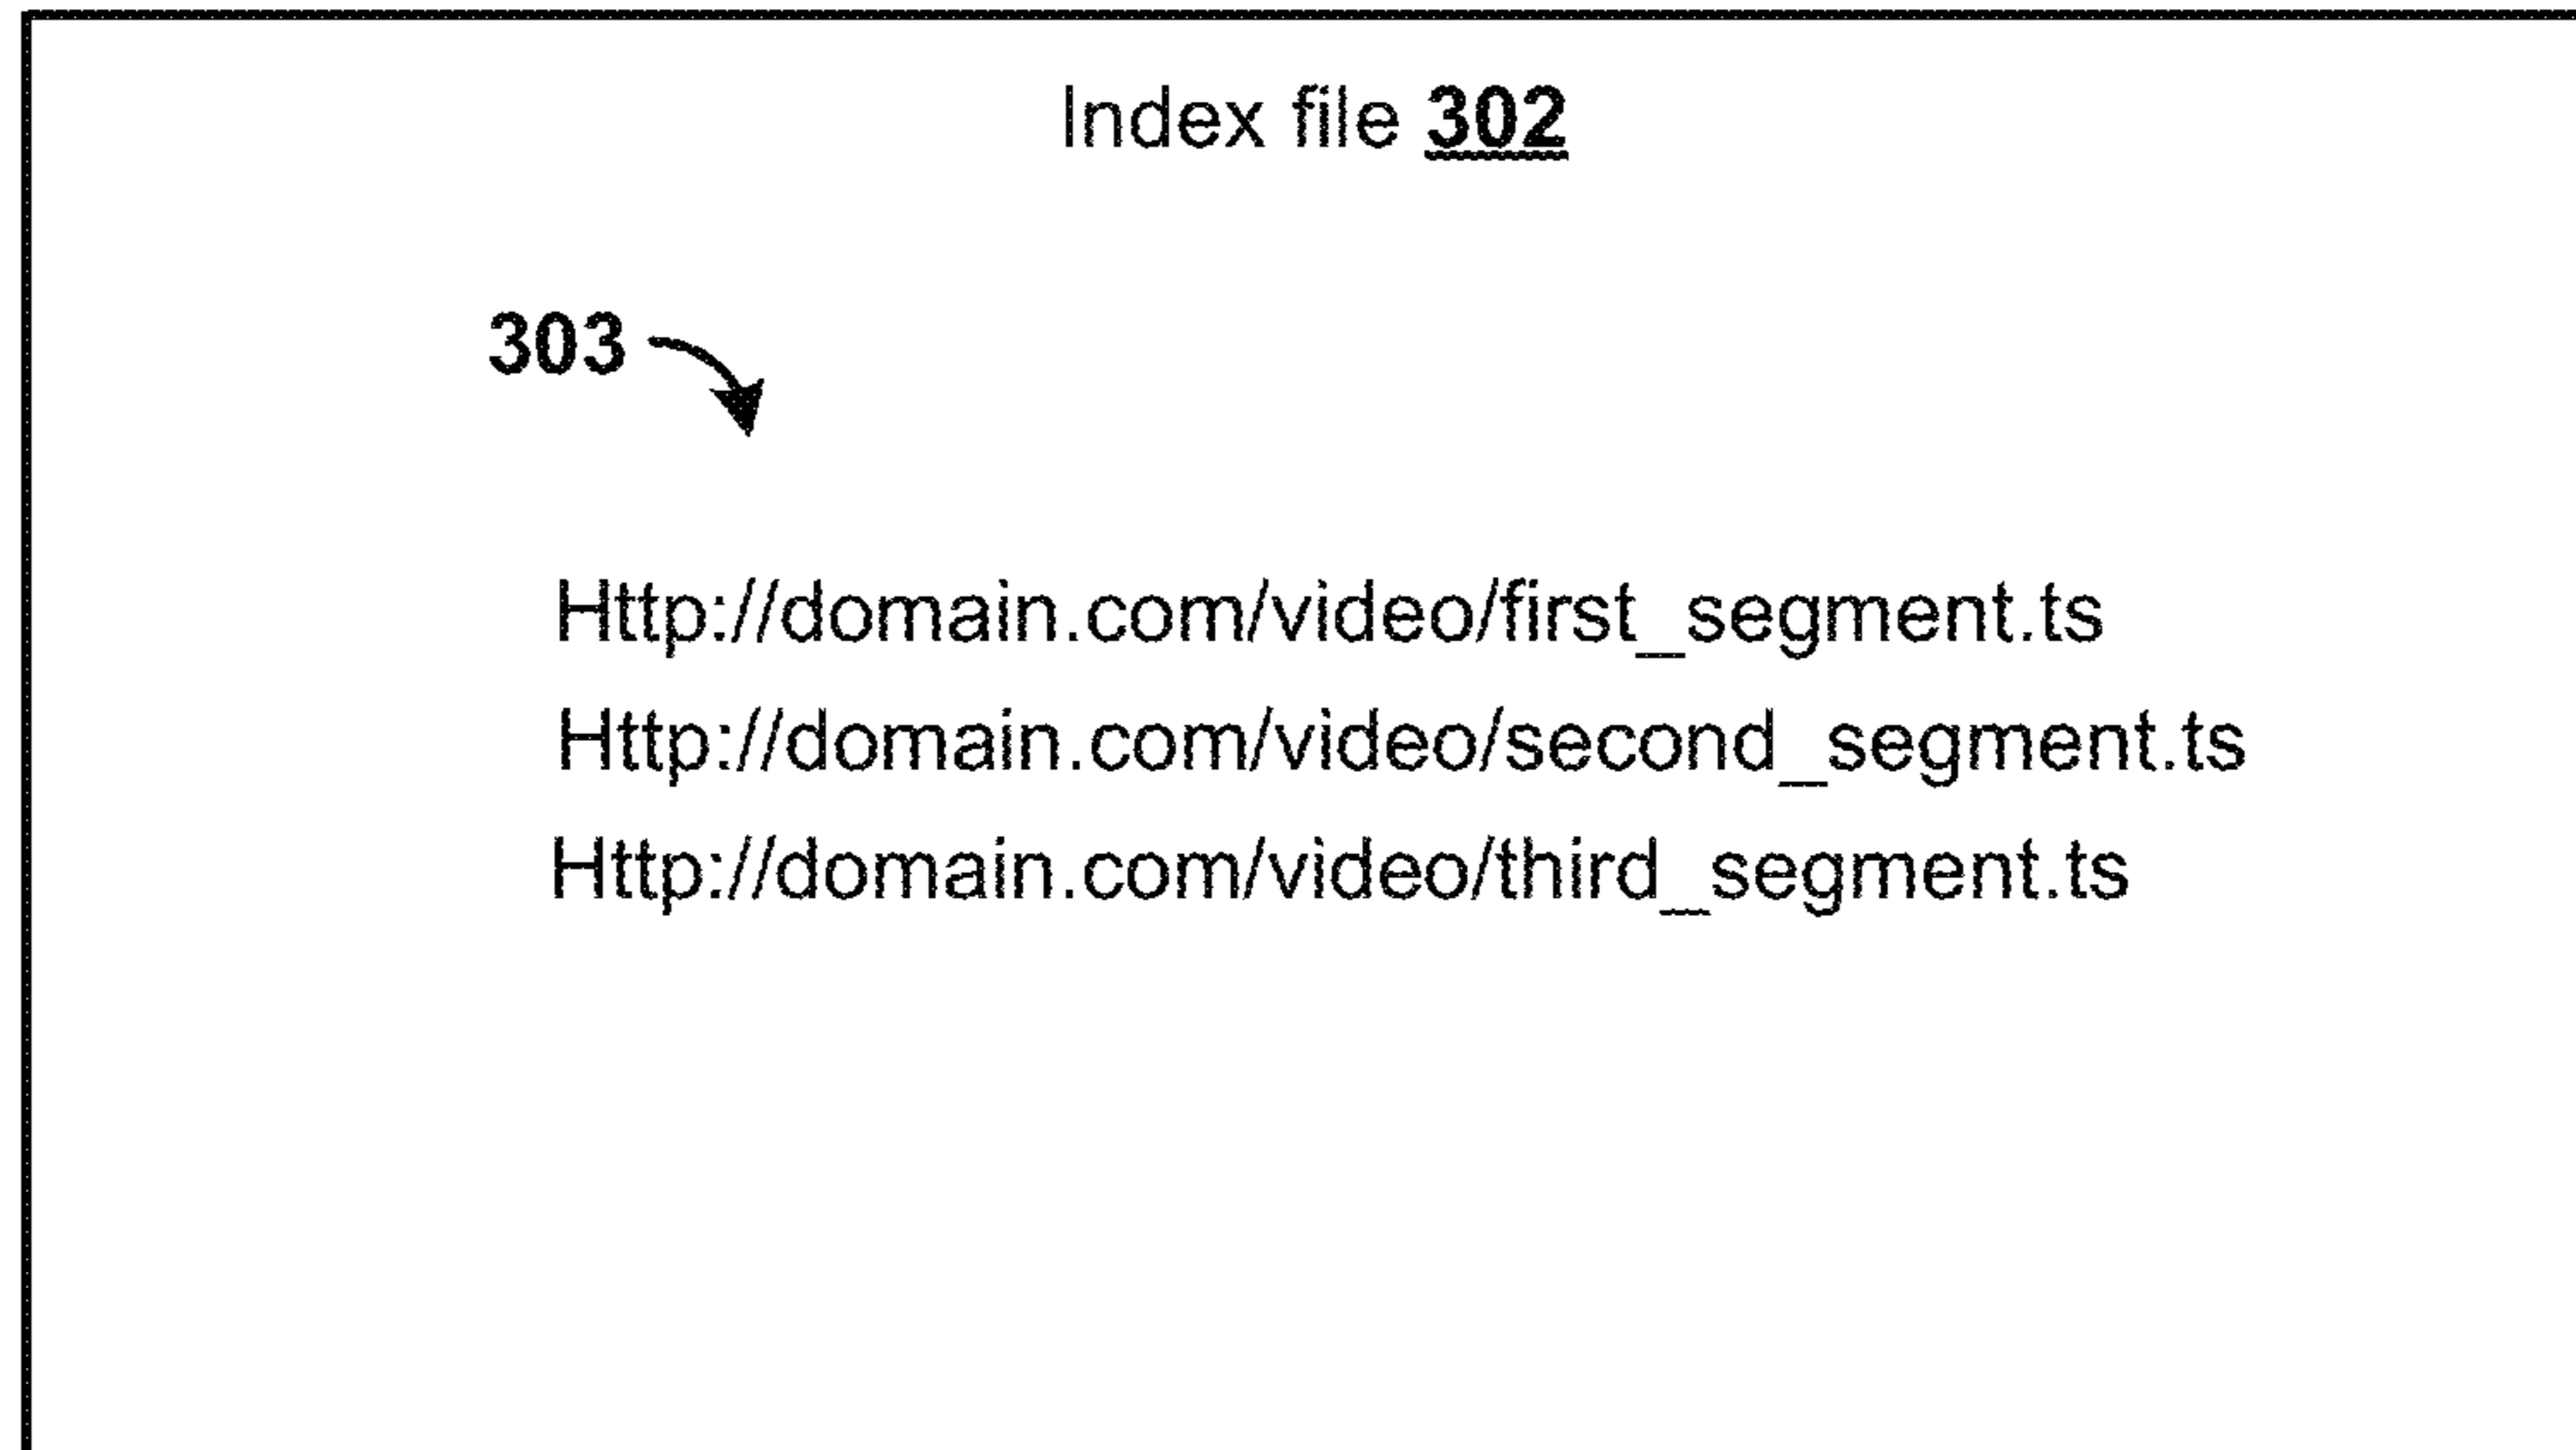 Index file 302
303
Http://domain.com/video/first_segment.ts
Http://domain.com/video/second_segment.ts
Http://domain.com/video/third_segment.ts